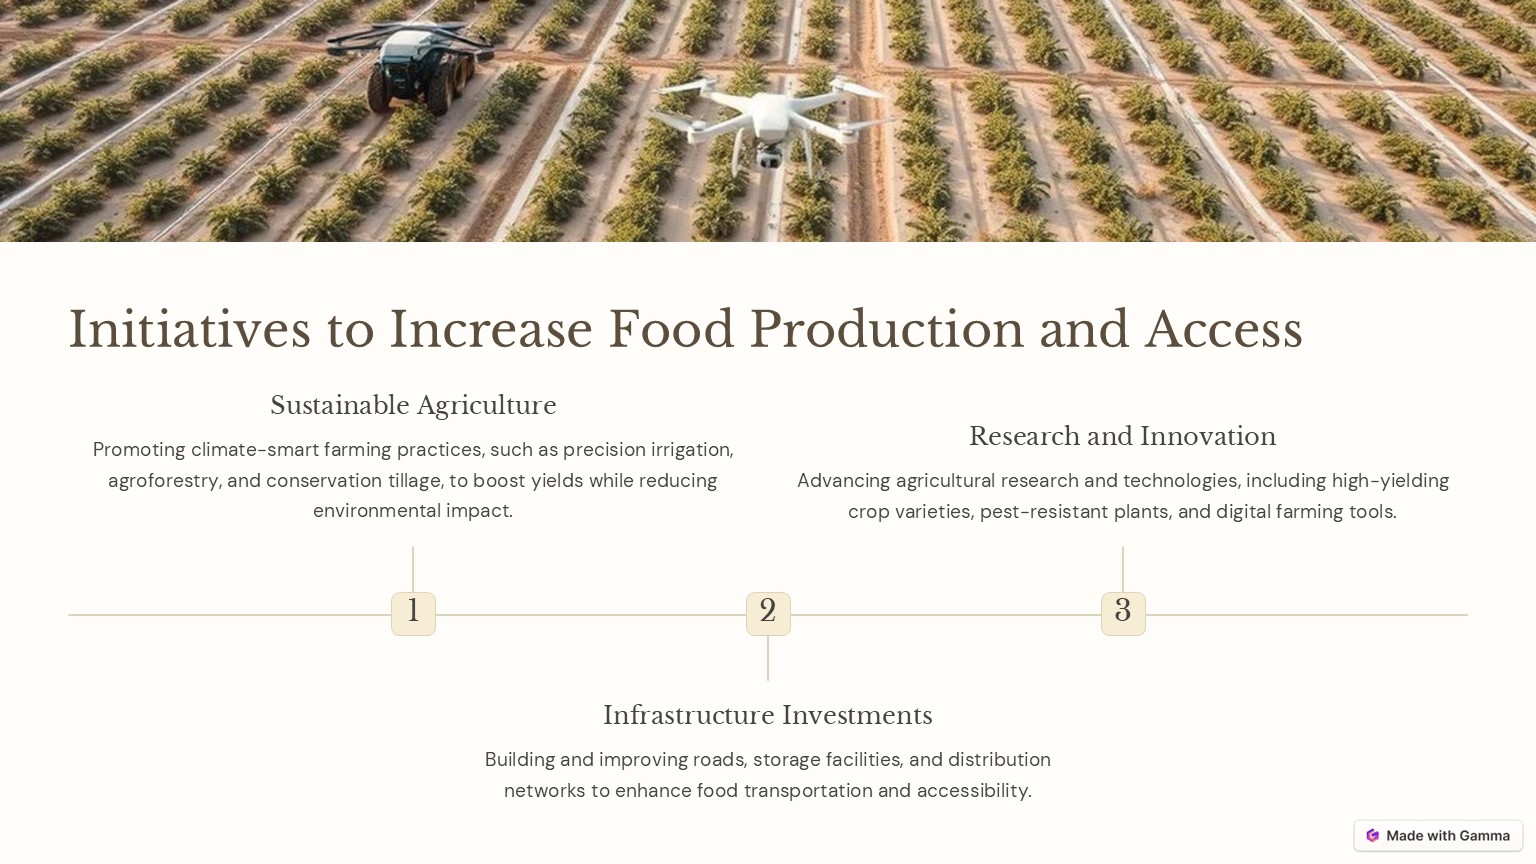 Initiatives to Increase Food Production and Access
Sustainable Agriculture
Promoting climate-smart farming practices, such as precision irrigation,
agroforestry, and conservation tillage, to boost yields while reducing
environmental impact.
Research and Innovation
Advancing agricultural research and technologies, including high-yielding
crop varieties, pest-resistant plants, and digital farming tools.
1
2
3
Infrastructure Investments
Building and improving roads, storage facilities, and distribution
networks to enhance food transportation and accessibility.
Made with Gamma